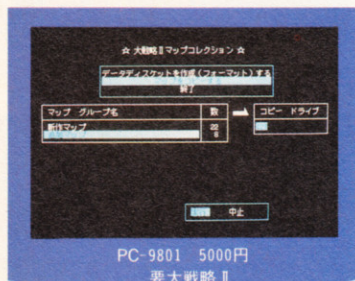 ☆ 大戦略Ⅱマップコレクション ☆
データディスケットを作成(フォーマット)する
終了
マップ グループ名 数 コピー ドライブ
新作マップ
中止
PC-9801 5000円
要大戦略Ⅱ